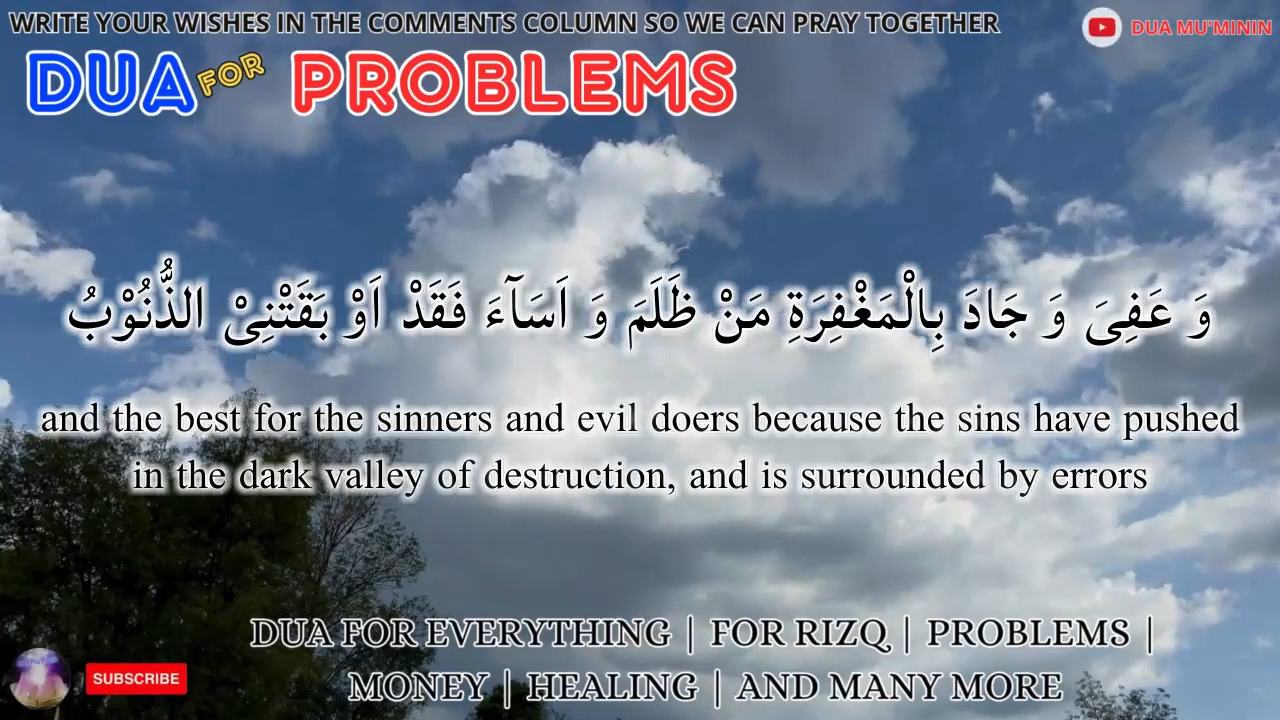 WRITE YOUR WISHES IN THE COMMENTS COLUMN SO WE CAN PRAY TOGETHER
DUA MU'MININ
DUA FOR PROBLEMS
وَ عَفِیَ وَ جَادَ بِالْمَغْفِرَةِ مَنْ ظَلَمَ وَ اَسَآءَ فَقَدْ اَوْ بَقَتْنِیْ الذُّنُوْبُ
and the best for the sinners and evil doers because the sins have pushed
in the dark valley of destruction, and is surrounded by errors
DUA FOR EVERYTHING | FOR RIZQ | PROBLEMS |
MONEY | HEALING | AND MANY MORE
SUBSCRIBE